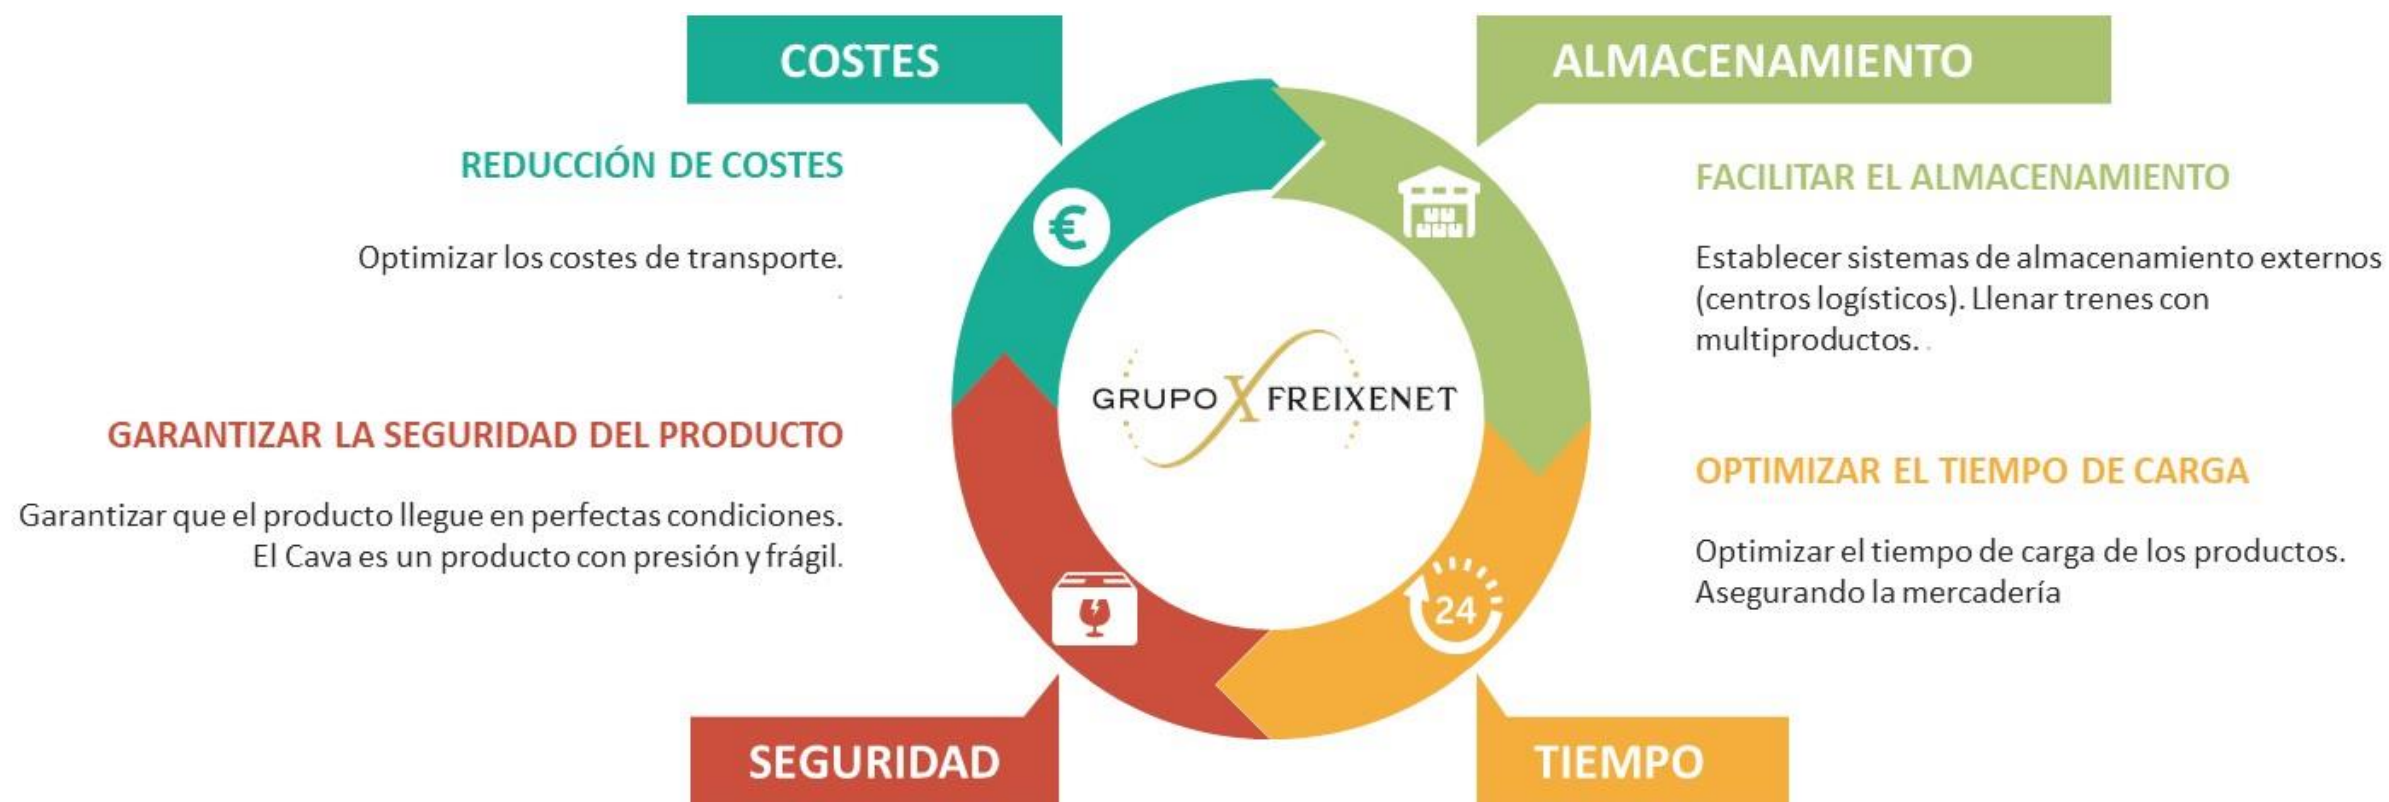 COSTES
REDUCCIÓN DE COSTES
Optimizar los costes de transporte.
.
ALMACENAMIENTO
FACILITAR EL ALMACENAMIENTO
Establecer sistemas de almacenamiento externos
(centros logísticos). Llenar trenes con
multiproductos. .
€
GRUPO X FREIXENET
GARANTIZAR LA SEGURIDAD DEL PRODUCTO
Garantizar que el producto llegue en perfectas condiciones.
El Cava es un producto con presión y frágil.
SEGURIDAD
OPTIMIZAR EL TIEMPO DE CARGA
Optimizar el tiempo de carga de los productos.
Asegurando la mercadería
24
TIEMPO